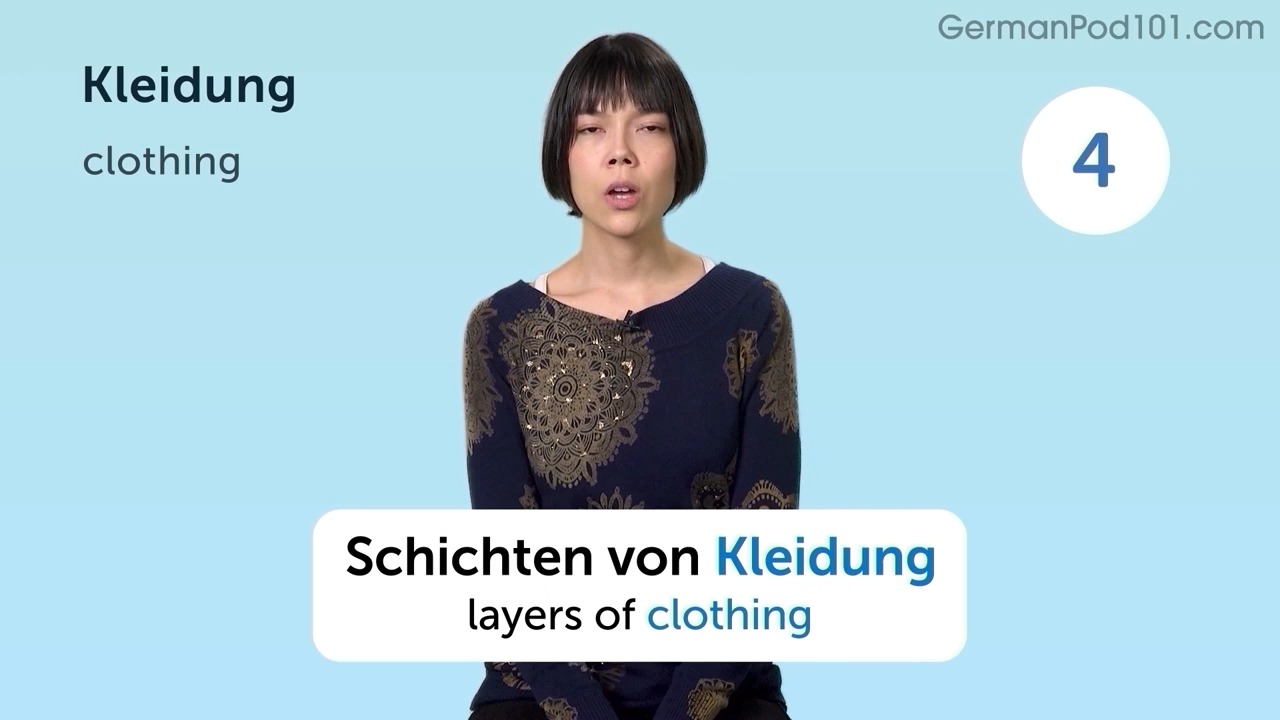 GermanPod101.com
Kleidung
clothing
4
Schichten von Kleidung
layers of clothing